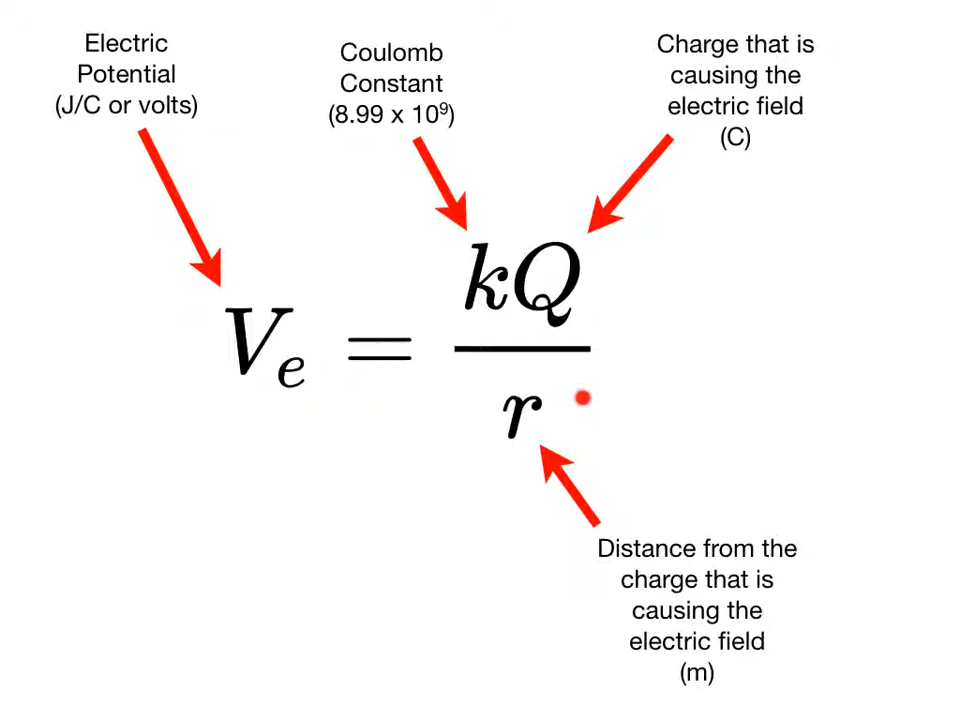 Electric
Potential
(J/C or volts)
Coulomb
Constant
(8.99 x 10⁹)
Charge that is
causing the
electric field
(C)
Vₑ = kQ / r
Distance from the
charge that is
causing the
electric field
(m)